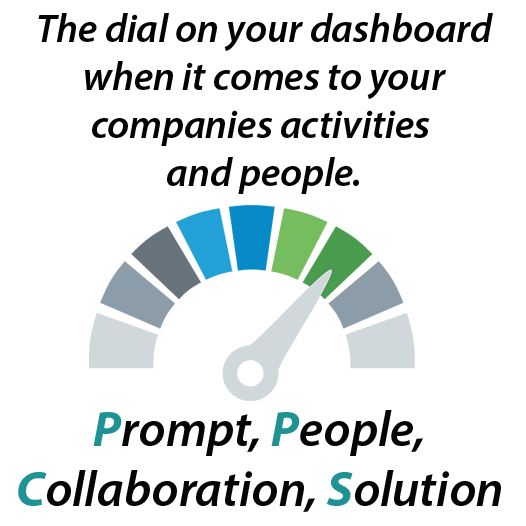 The dial on your dashboard
when it comes to your
companies activities
and people.
Prompt, People,
Collaboration, Solution